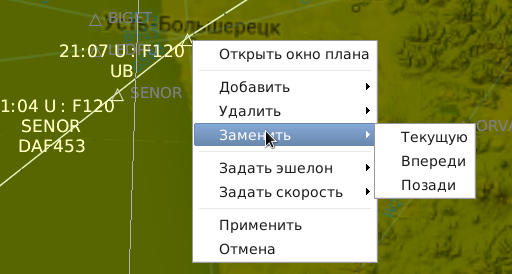 BIGET
Усть-Большерецк
21:07 U : F120
UB
SENOR
1:04 U : F120
SENOR
DAF453
Открыть окно плана
Добавить
Удалить
Заменить
Задать эшелон
Задать скорость
Применить
Отмена
Текущую
Впереди
Позади
ORVA